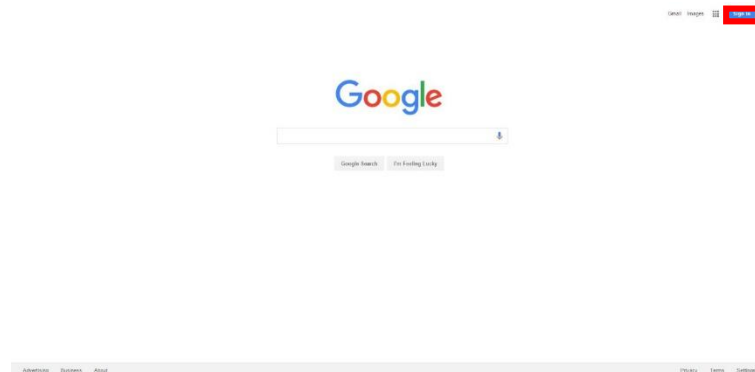 Gmail Images
Sign in
Google
Google Search I'm Feeling Lucky
Advertising Business About
Privacy Terms Settings